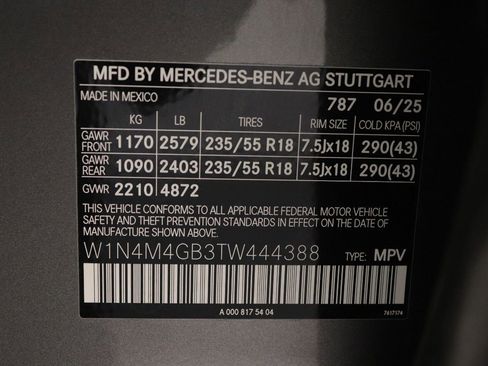 MFD BY MERCEDES-BENZ AG STUTTGART
MADE IN MEXICO 787 06/25
KG LB TIRES RIM SIZE COLD KPA(PSI)
GAWR FRONT 1170 2579 235/55 R18 7.5Jx18 290(43)
GAWR REAR 1090 2403 235/55 R18 7.5Jx18 290(43)
GVWR 2210 4872
THIS VEHICLE CONFORMS TO ALL APPLICABLE FEDERAL MOTOR VEHICLE
SAFETY AND THEFT PREVENTION STANDARDS IN EFFECT ON THE DATE
OF MANUFACTURE SHOWN ABOVE.
W1N4M4GB3TW444388 TYPE: MPV
A 000 817 54 04 7617174